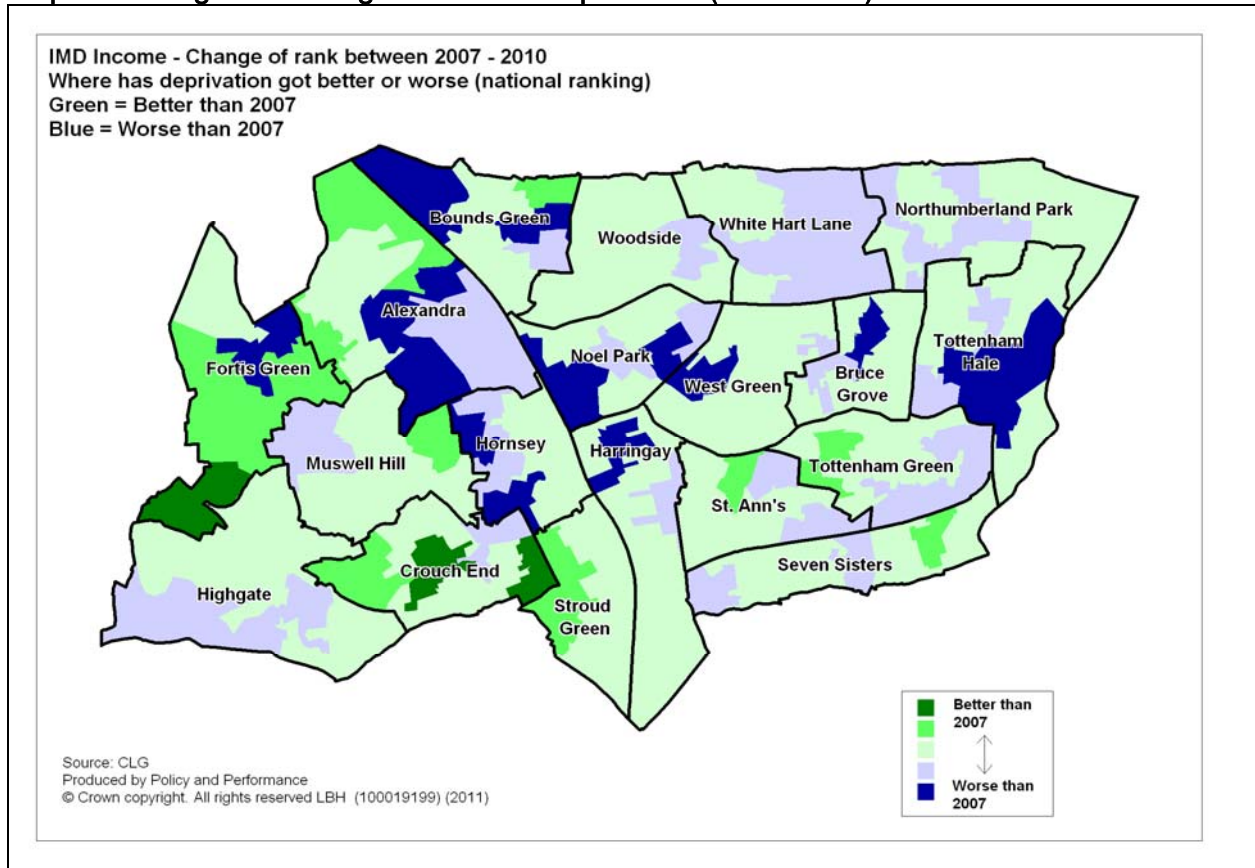 IMD Income - Change of rank between 2007 - 2010
Where has deprivation got better or worse (national ranking)
Green = Better than 2007
Blue = Worse than 2007
Bounds Green
Woodside
White Hart Lane
Northumberland Park
Alexandra
Fortis Green
Noel Park
West Green
Bruce
Grove
Tottenham
Hale
Muswell Hill
Hornsey
Harringay
St. Ann's
Tottenham Green
Seven Sisters
Highgate
Crouch End
Stroud
Green
Better than
2007
Worse than
2007
Source: CLG
Produced by Policy and Performance
© Crown copyright. All rights reserved LBH (100019199) (2011)